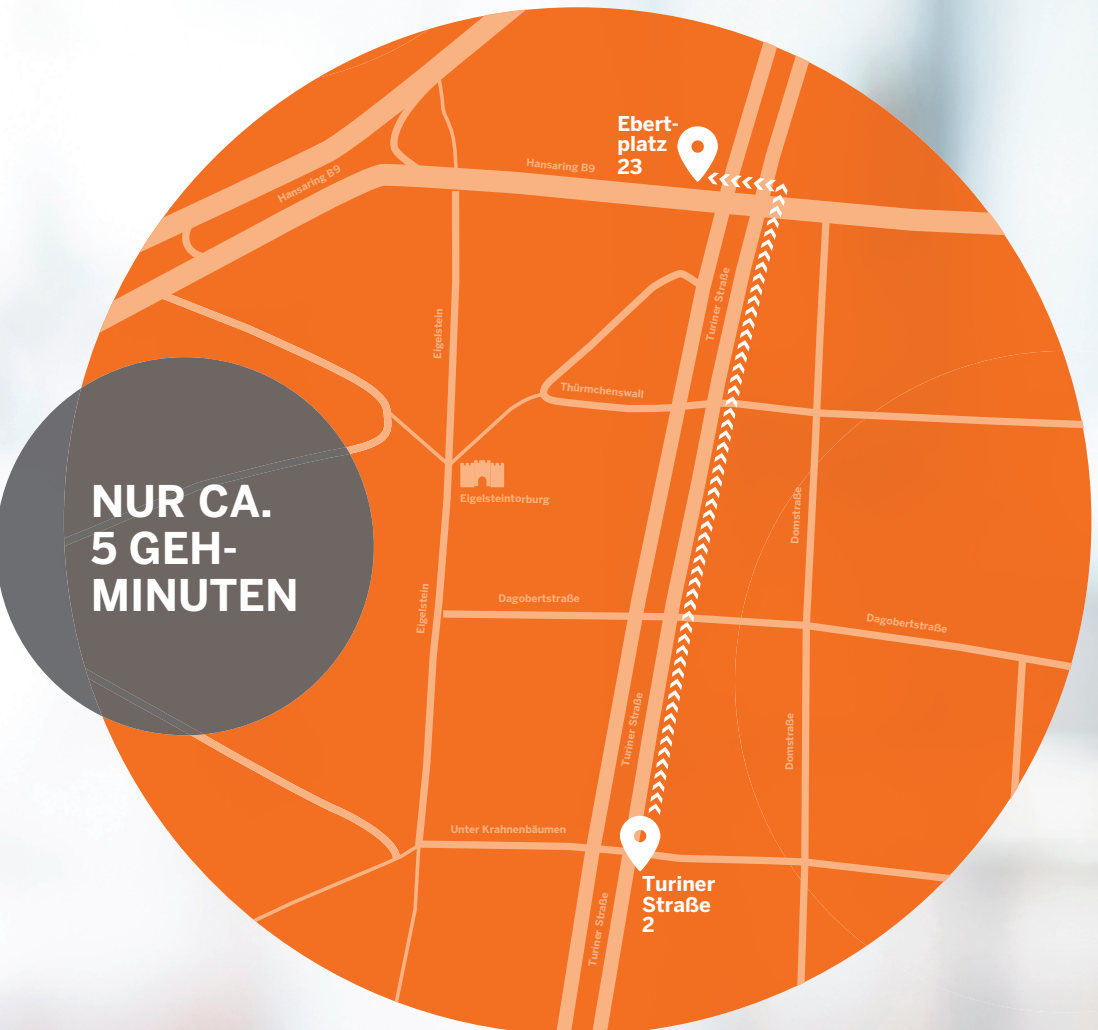 Ebert-
platz
23
Hansaring B9
Hansaring B9
Turiner Straße
Eigelstein
Thürmchenswall
NUR CA.
5 GEH-
MINUTEN
Eigelsteintorburg
Domstraße
Eigelstein
Dagobertstraße
Dagobertstraße
Turiner Straße
Domstraße
Unter Krahnenbäumen
Turiner
Straße
2
Turiner Straße